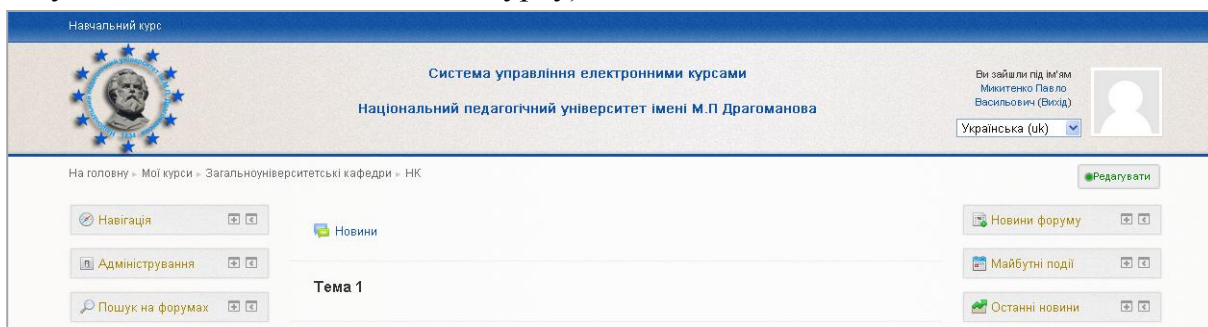 Навчальний курс
Система управління електронними курсами
Національний педагогічний університет імені М.П Драгоманова
Ви зайшли під ім'ям
Микитенко Павло
Васильович (Вихід)
Українська (uk)
На головну ▹ Мої курси ▹ Загальноуніверситетські кафедри ▹ НК
Редагувати
Навігація
Новини
Новини форуму
Адміністрування
Тема 1
Майбутні події
Пошук на форумах
Останні новини